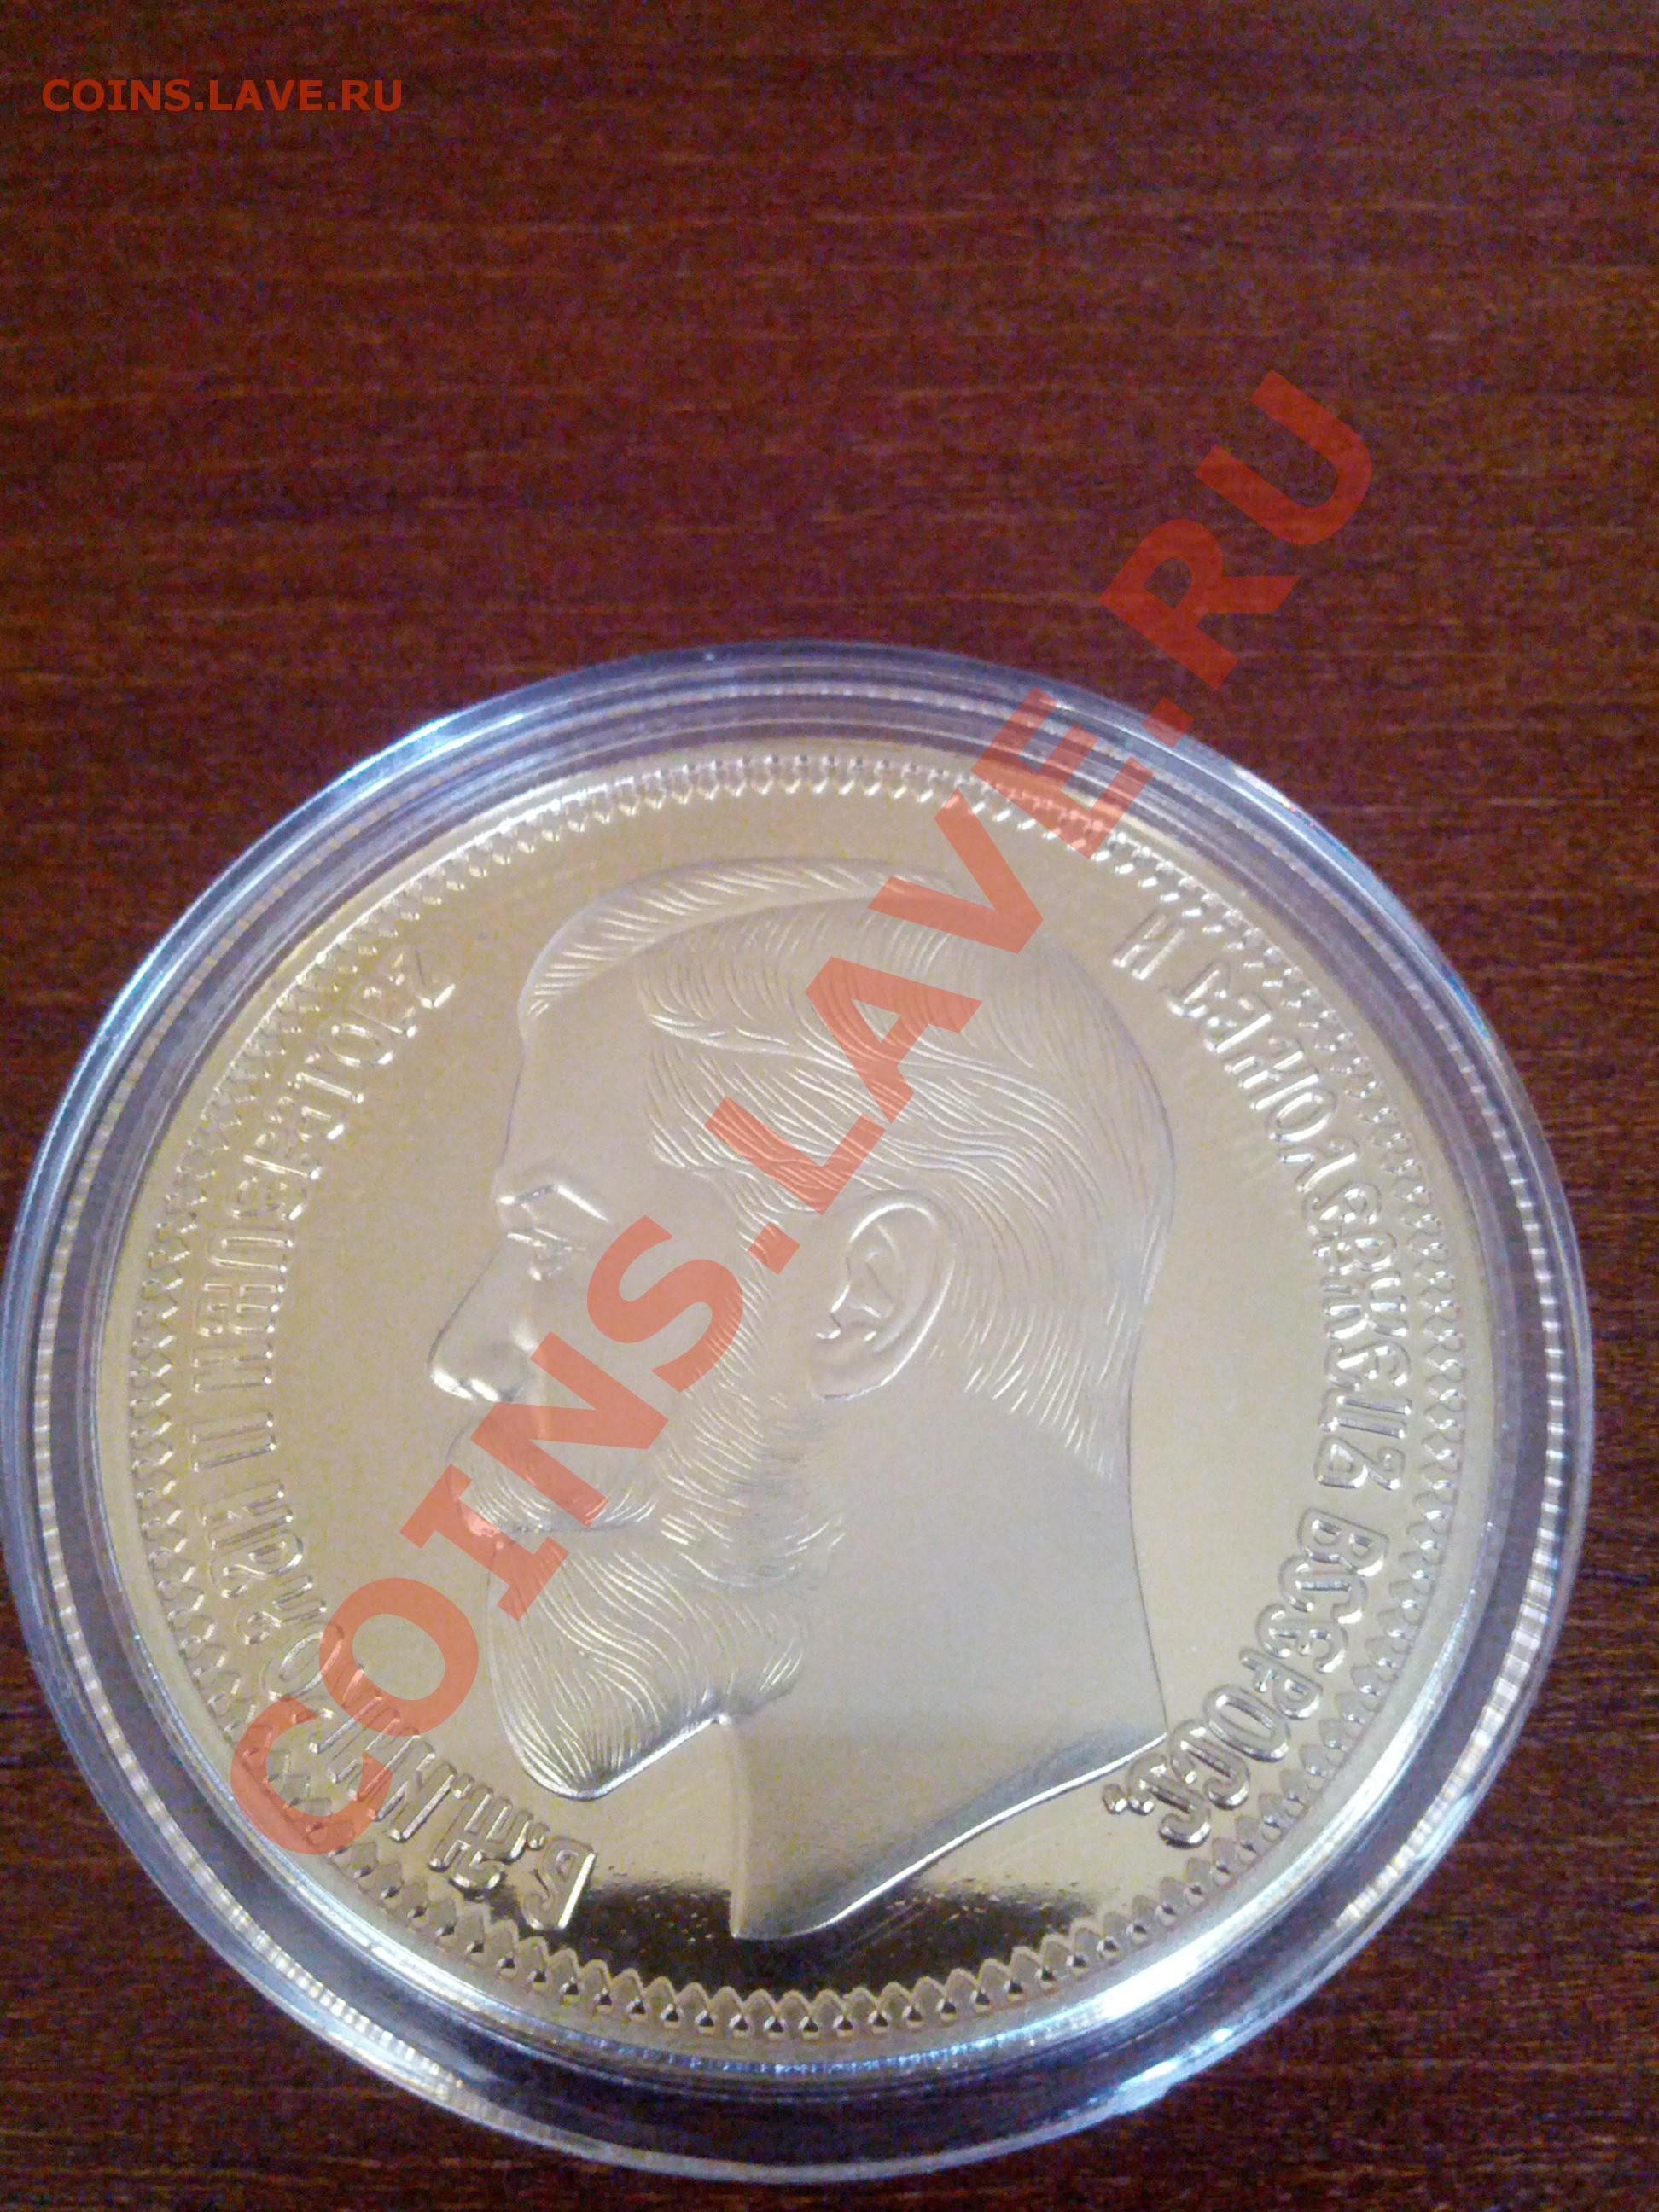 COINS.LAVE.RU
COINS.LAVE.RU
Б.М.НИКОЛАЙ II ИМПЕРАТОРЪ
И САМОДЕРЖЕЦЪ ВСЕРОСС.